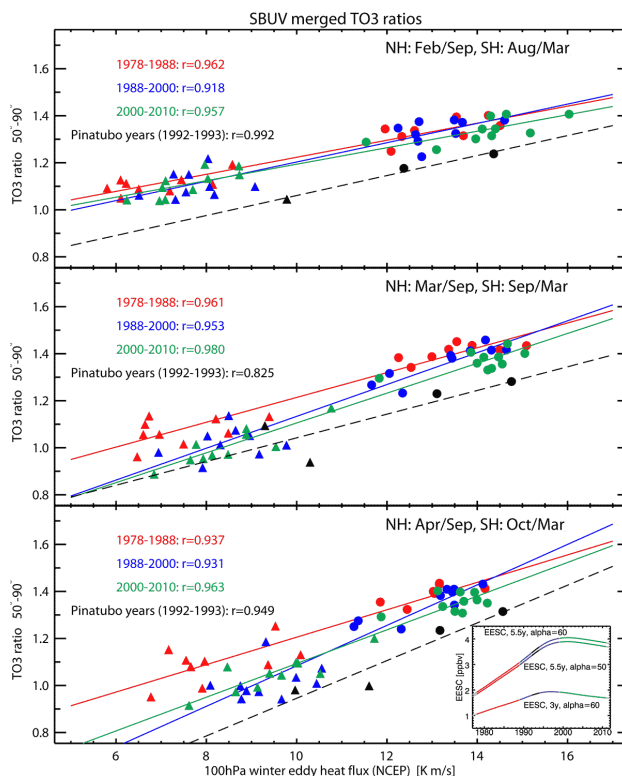 SBUV merged TO3 ratios
NH: Feb/Sep, SH: Aug/Mar
1978-1988: r=0.962
1988-2000: r=0.918
2000-2010: r=0.957
Pinatubo years (1992-1993): r=0.992
TO3 ratio 50°-90°
1.6
1.4
1.2
1.0
0.8
NH: Mar/Sep, SH: Sep/Mar
1978-1988: r=0.961
1988-2000: r=0.953
2000-2010: r=0.980
Pinatubo years (1992-1993): r=0.825
TO3 ratio 50°-90°
1.6
1.4
1.2
1.0
0.8
NH: Apr/Sep, SH: Oct/Mar
1978-1988: r=0.937
1988-2000: r=0.931
2000-2010: r=0.963
Pinatubo years (1992-1993): r=0.949
TO3 ratio 50°-90°
1.6
1.4
1.2
1.0
0.8
EESC [ppbv]
4
3
2
1
EESC, 5.5y, alpha=60
EESC, 5.5y, alpha=50
EESC, 3y, alpha=60
1980 1990 2000 2010
6 8 10 12 14 16
100hPa winter eddy heat flux (NCEP) [K m/s]